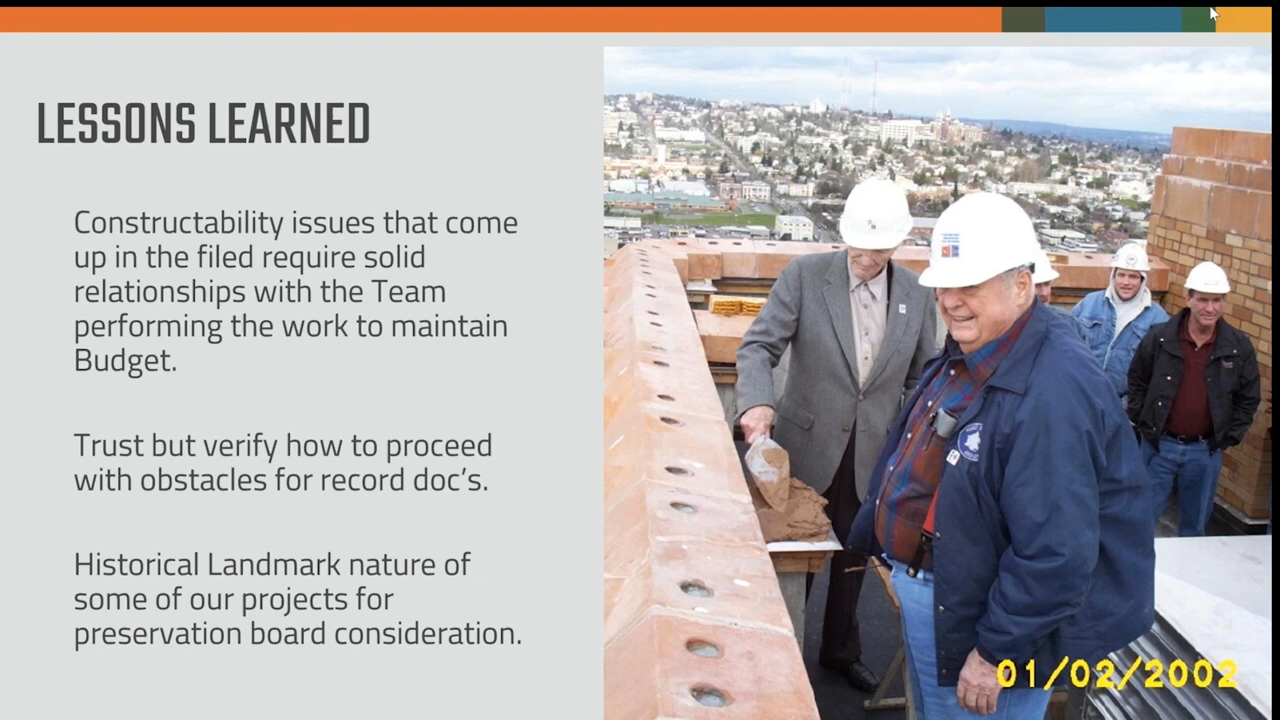 LESSONS LEARNED
Constructability issues that come
up in the filed require solid
relationships with the Team
performing the work to maintain
Budget.
Trust but verify how to proceed
with obstacles for record doc's.
Historical Landmark nature of
some of our projects for
preservation board consideration.
01/02/2002